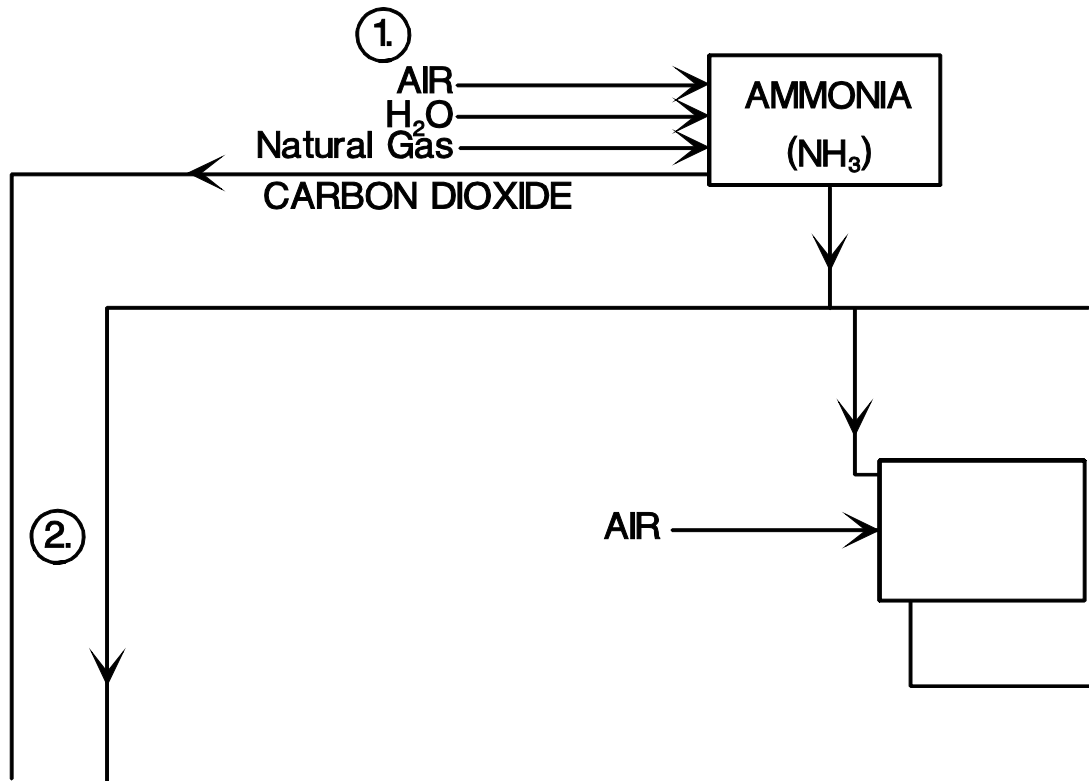 1.
AIR
H₂O
Natural Gas
CARBON DIOXIDE
AMMONIA
(NH₃)
2.
AIR